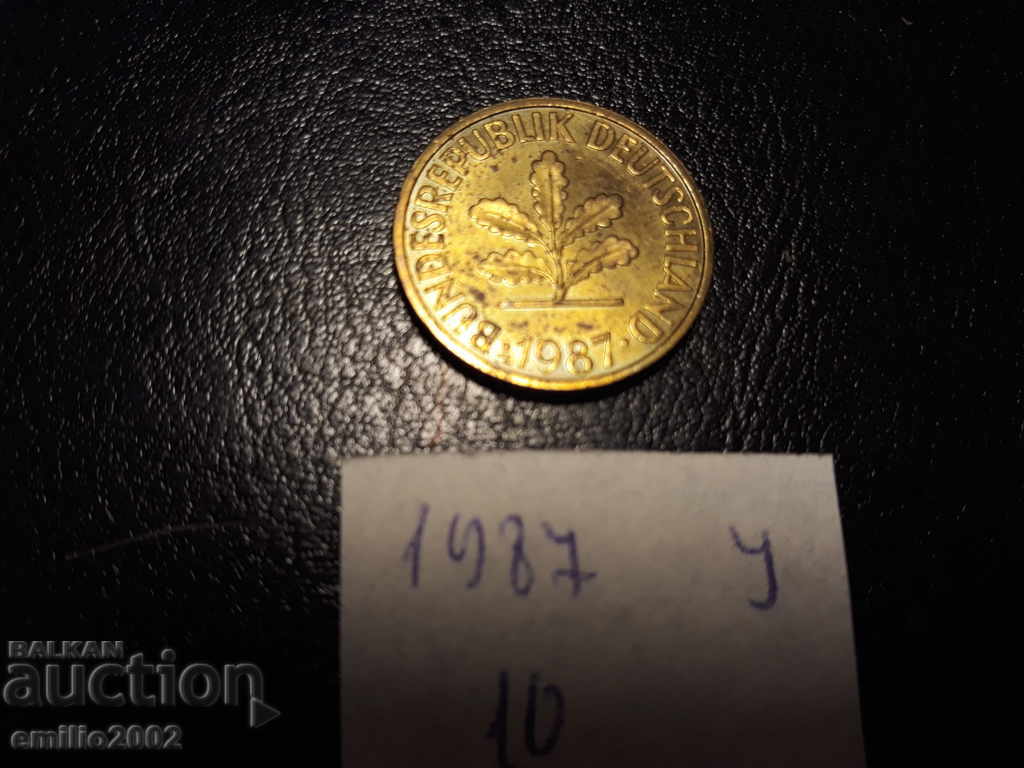 BUNDESREPUBLIK DEUTSCHLAND
1987
1987 J
10
BALKAN
auction
emilio2002